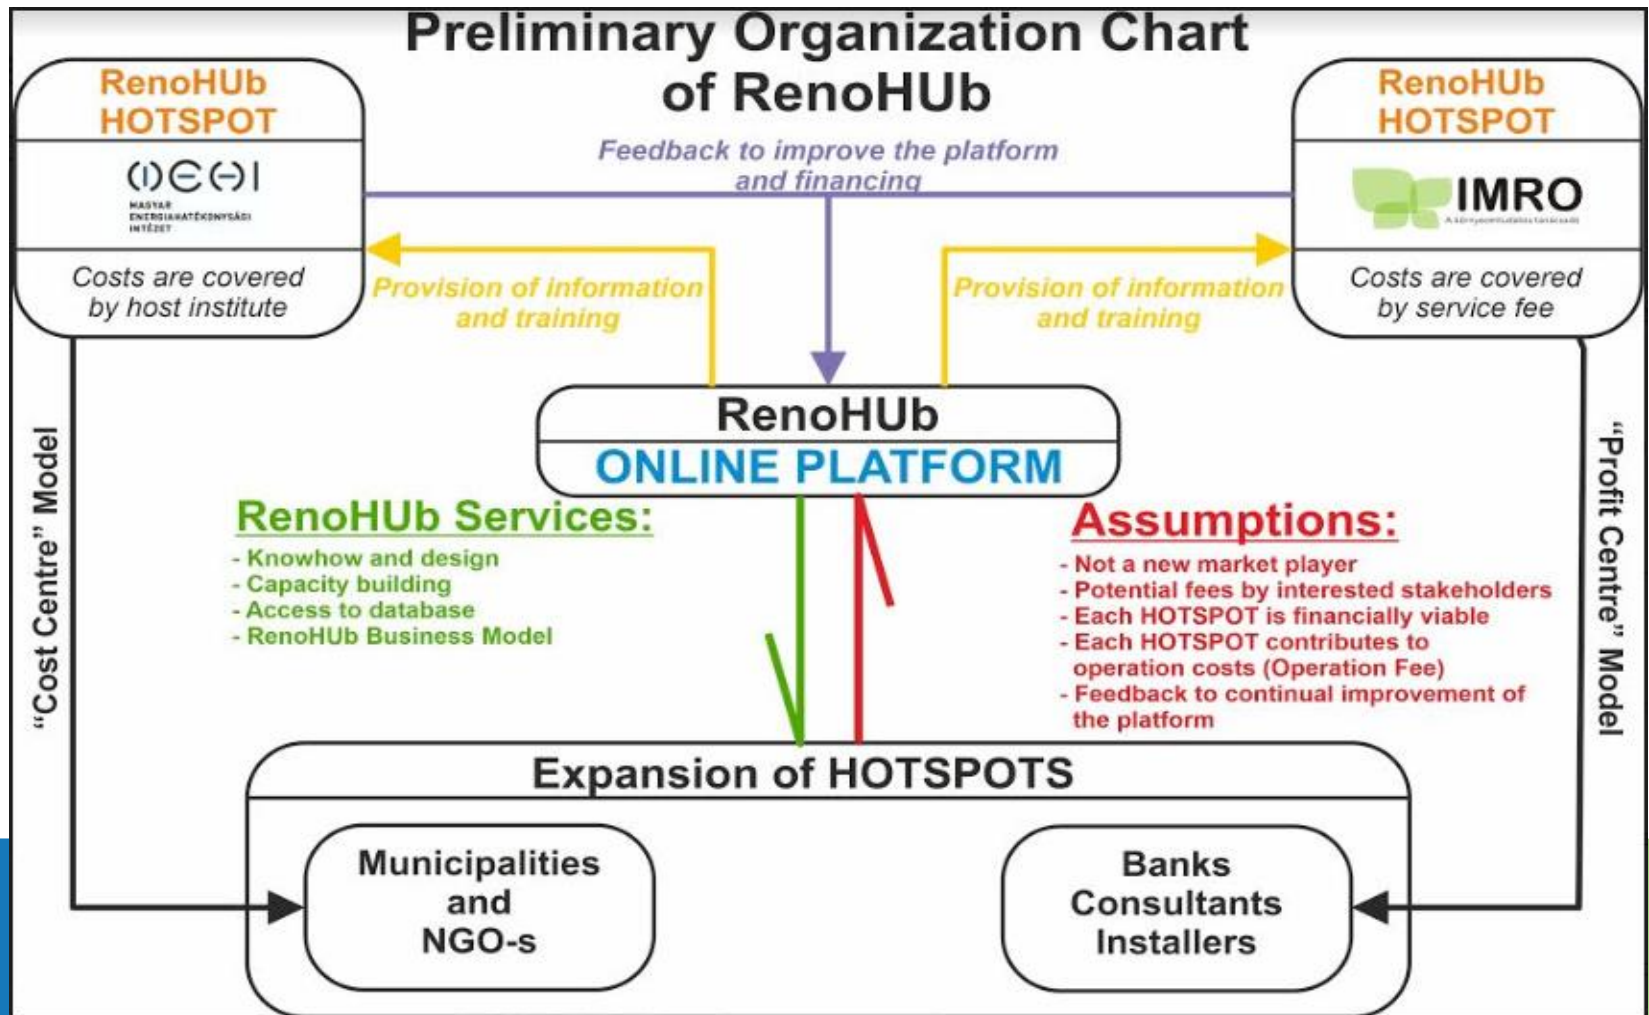 Preliminary Organization Chart
of RenoHUb
RenoHUb
HOTSPOT
MAGYAR
ENERGIAHATÉKONYSÁGI
INTÉZET
Costs are covered
by host institute
Feedback to improve the platform
and financing
RenoHUb
HOTSPOT
IMRO
Costs are covered
by service fee
Provision of information
and training
Provision of information
and training
RenoHUb
ONLINE PLATFORM
"Cost Centre" Model
"Profit Centre" Model
RenoHUb Services:
- Knowhow and design
- Capacity building
- Access to database
- RenoHUb Business Model
Assumptions:
- Not a new market player
- Potential fees by interested stakeholders
- Each HOTSPOT is financially viable
- Each HOTSPOT contributes to
operation costs (Operation Fee)
- Feedback to continual improvement of
the platform
Expansion of HOTSPOTS
Municipalities
and
NGO-s
Banks
Consultants
Installers